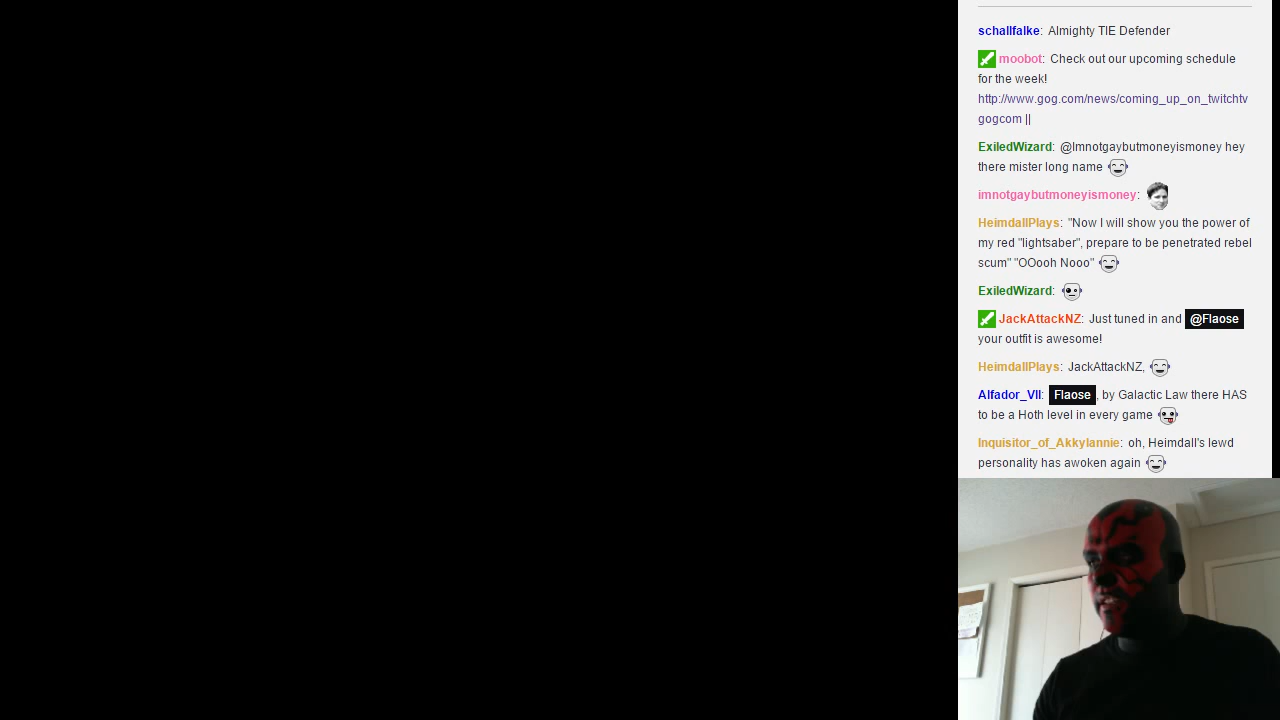 schallfalke: Almighty TIE Defender
moobot: Check out our upcoming schedule
for the week!
http://www.gog.com/news/coming_up_on_twitchtv
gogcom ||
ExiledWizard: @Imnotgaybutmoneyismoney hey
there mister long name
imnotgaybutmoneyismoney:
HeimdallPlays: "Now I will show you the power of
my red "lightsaber", prepare to be penetrated rebel
scum" "OOooh Nooo"
ExiledWizard:
JackAttackNZ: Just tuned in and @Flaose
your outfit is awesome!
HeimdallPlays: JackAttackNZ,
Alfador_VII: Flaose, by Galactic Law there HAS
to be a Hoth level in every game
Inquisitor_of_Akkylannie: oh, Heimdall's lewd
personality has awoken again